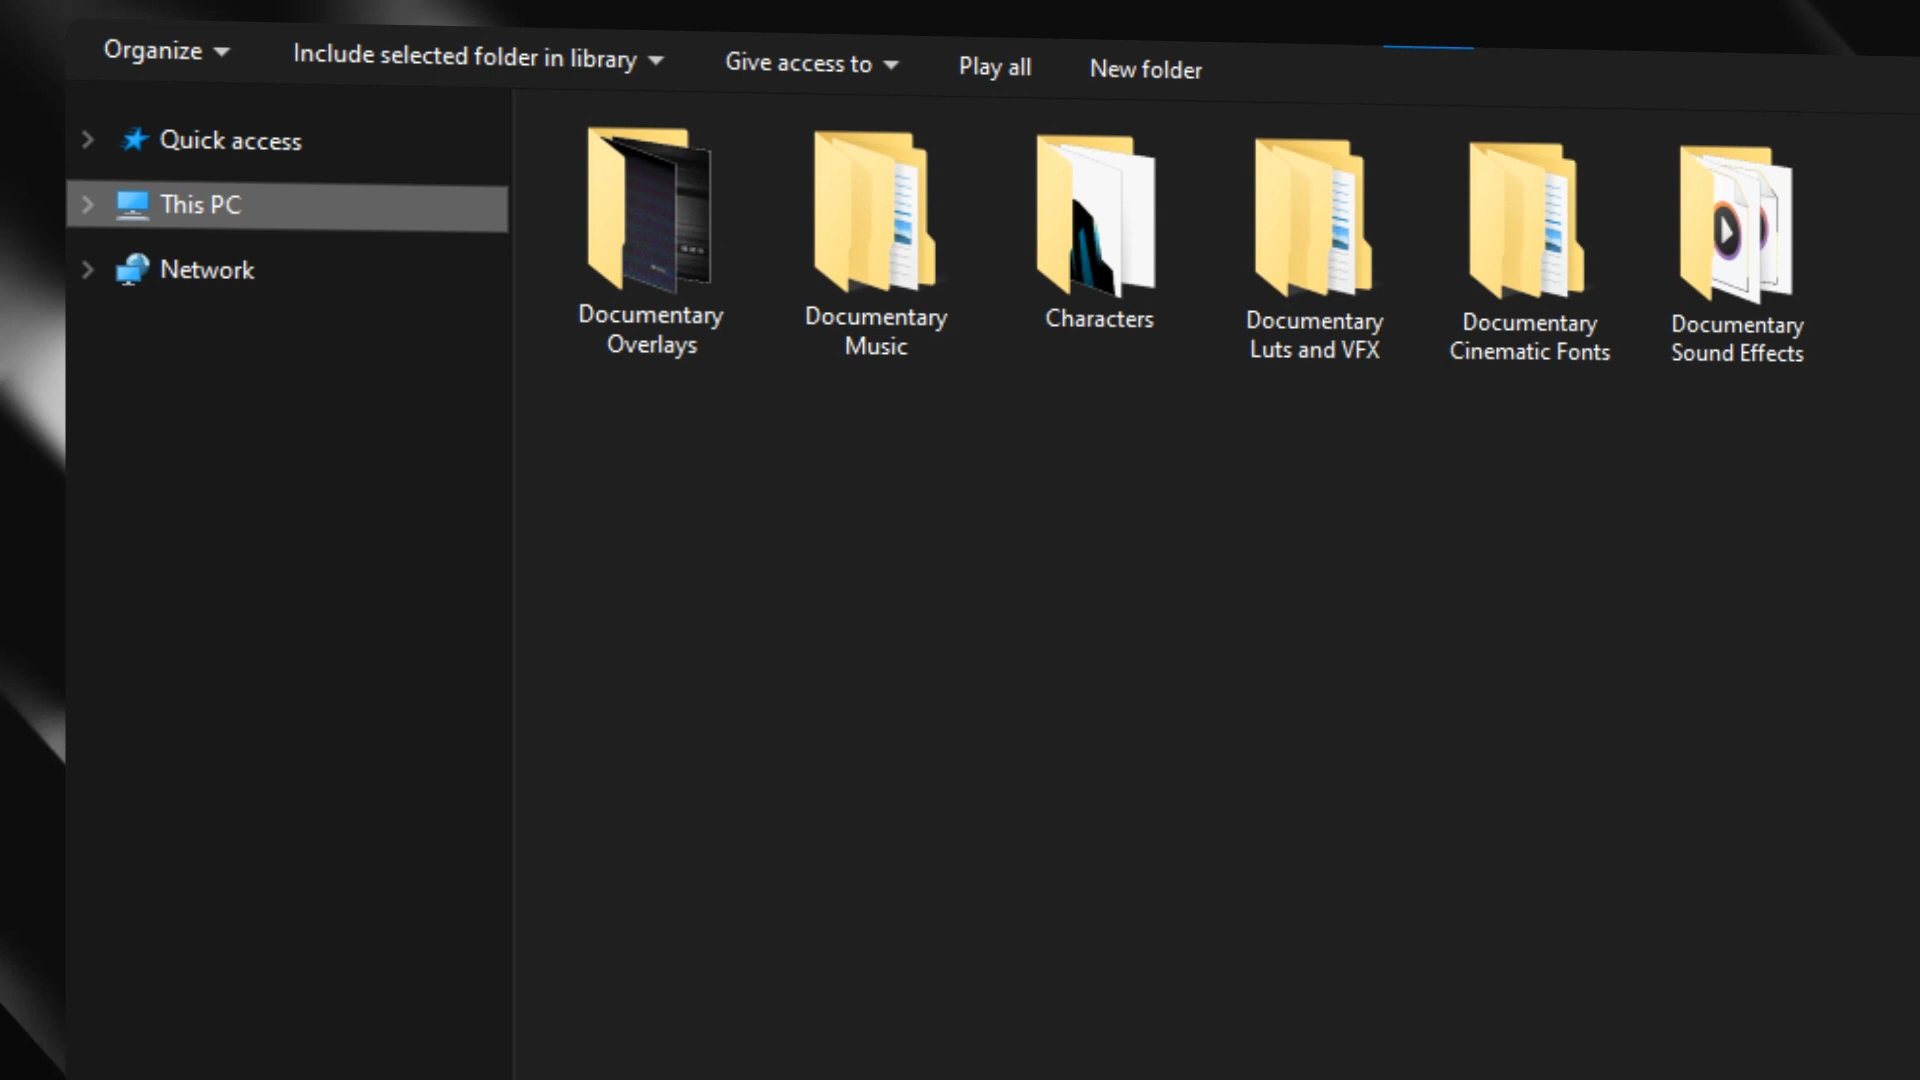 Organize
Include selected folder in library
Give access to
Play all
New folder
Quick access
This PC
Network
Documentary
Overlays
Documentary
Music
Characters
Documentary
Luts and VFX
Documentary
Cinematic Fonts
Documentary
Sound Effects